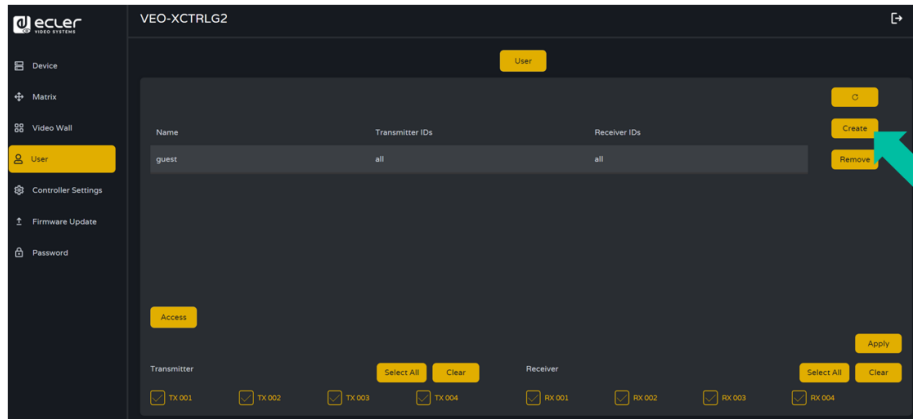 ecler
VIDEO SYSTEMS
VEO-XCTRLG2
Device
Matrix
Video Wall
User
Controller Settings
Firmware Update
Password
User
Name Transmitter IDs Receiver IDs
guest all all
Create
Remove
Access
Apply
Transmitter Select All Clear Receiver Select All Clear
TX 001 TX 002 TX 003 TX 004 RX 001 RX 002 RX 003 RX 004